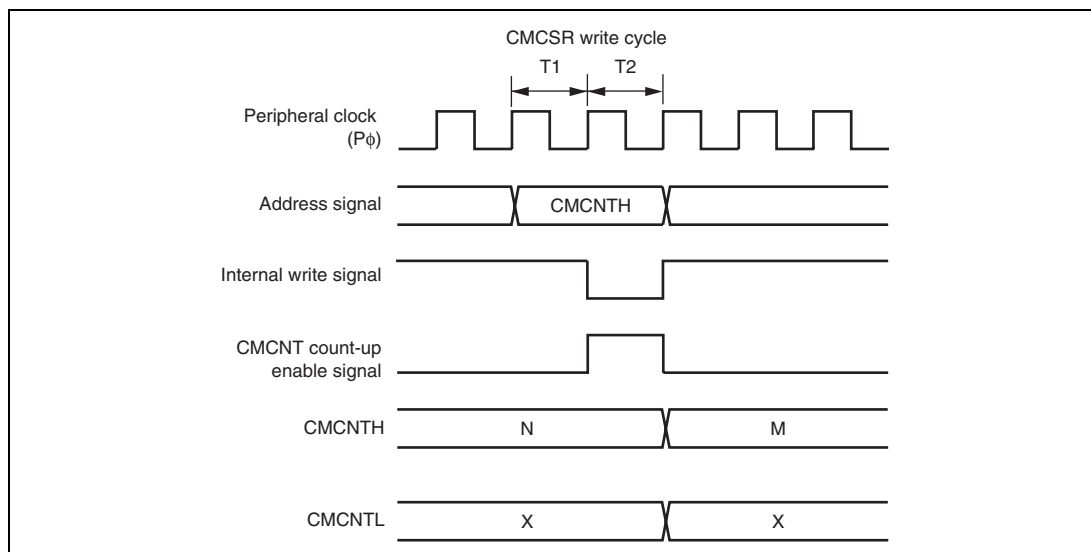 CMCSR write cycle
T1 T2
Peripheral clock
(Pϕ)
Address signal CMCNTH
Internal write signal
CMCNT count-up
enable signal
CMCNTH N M
CMCNTL X X